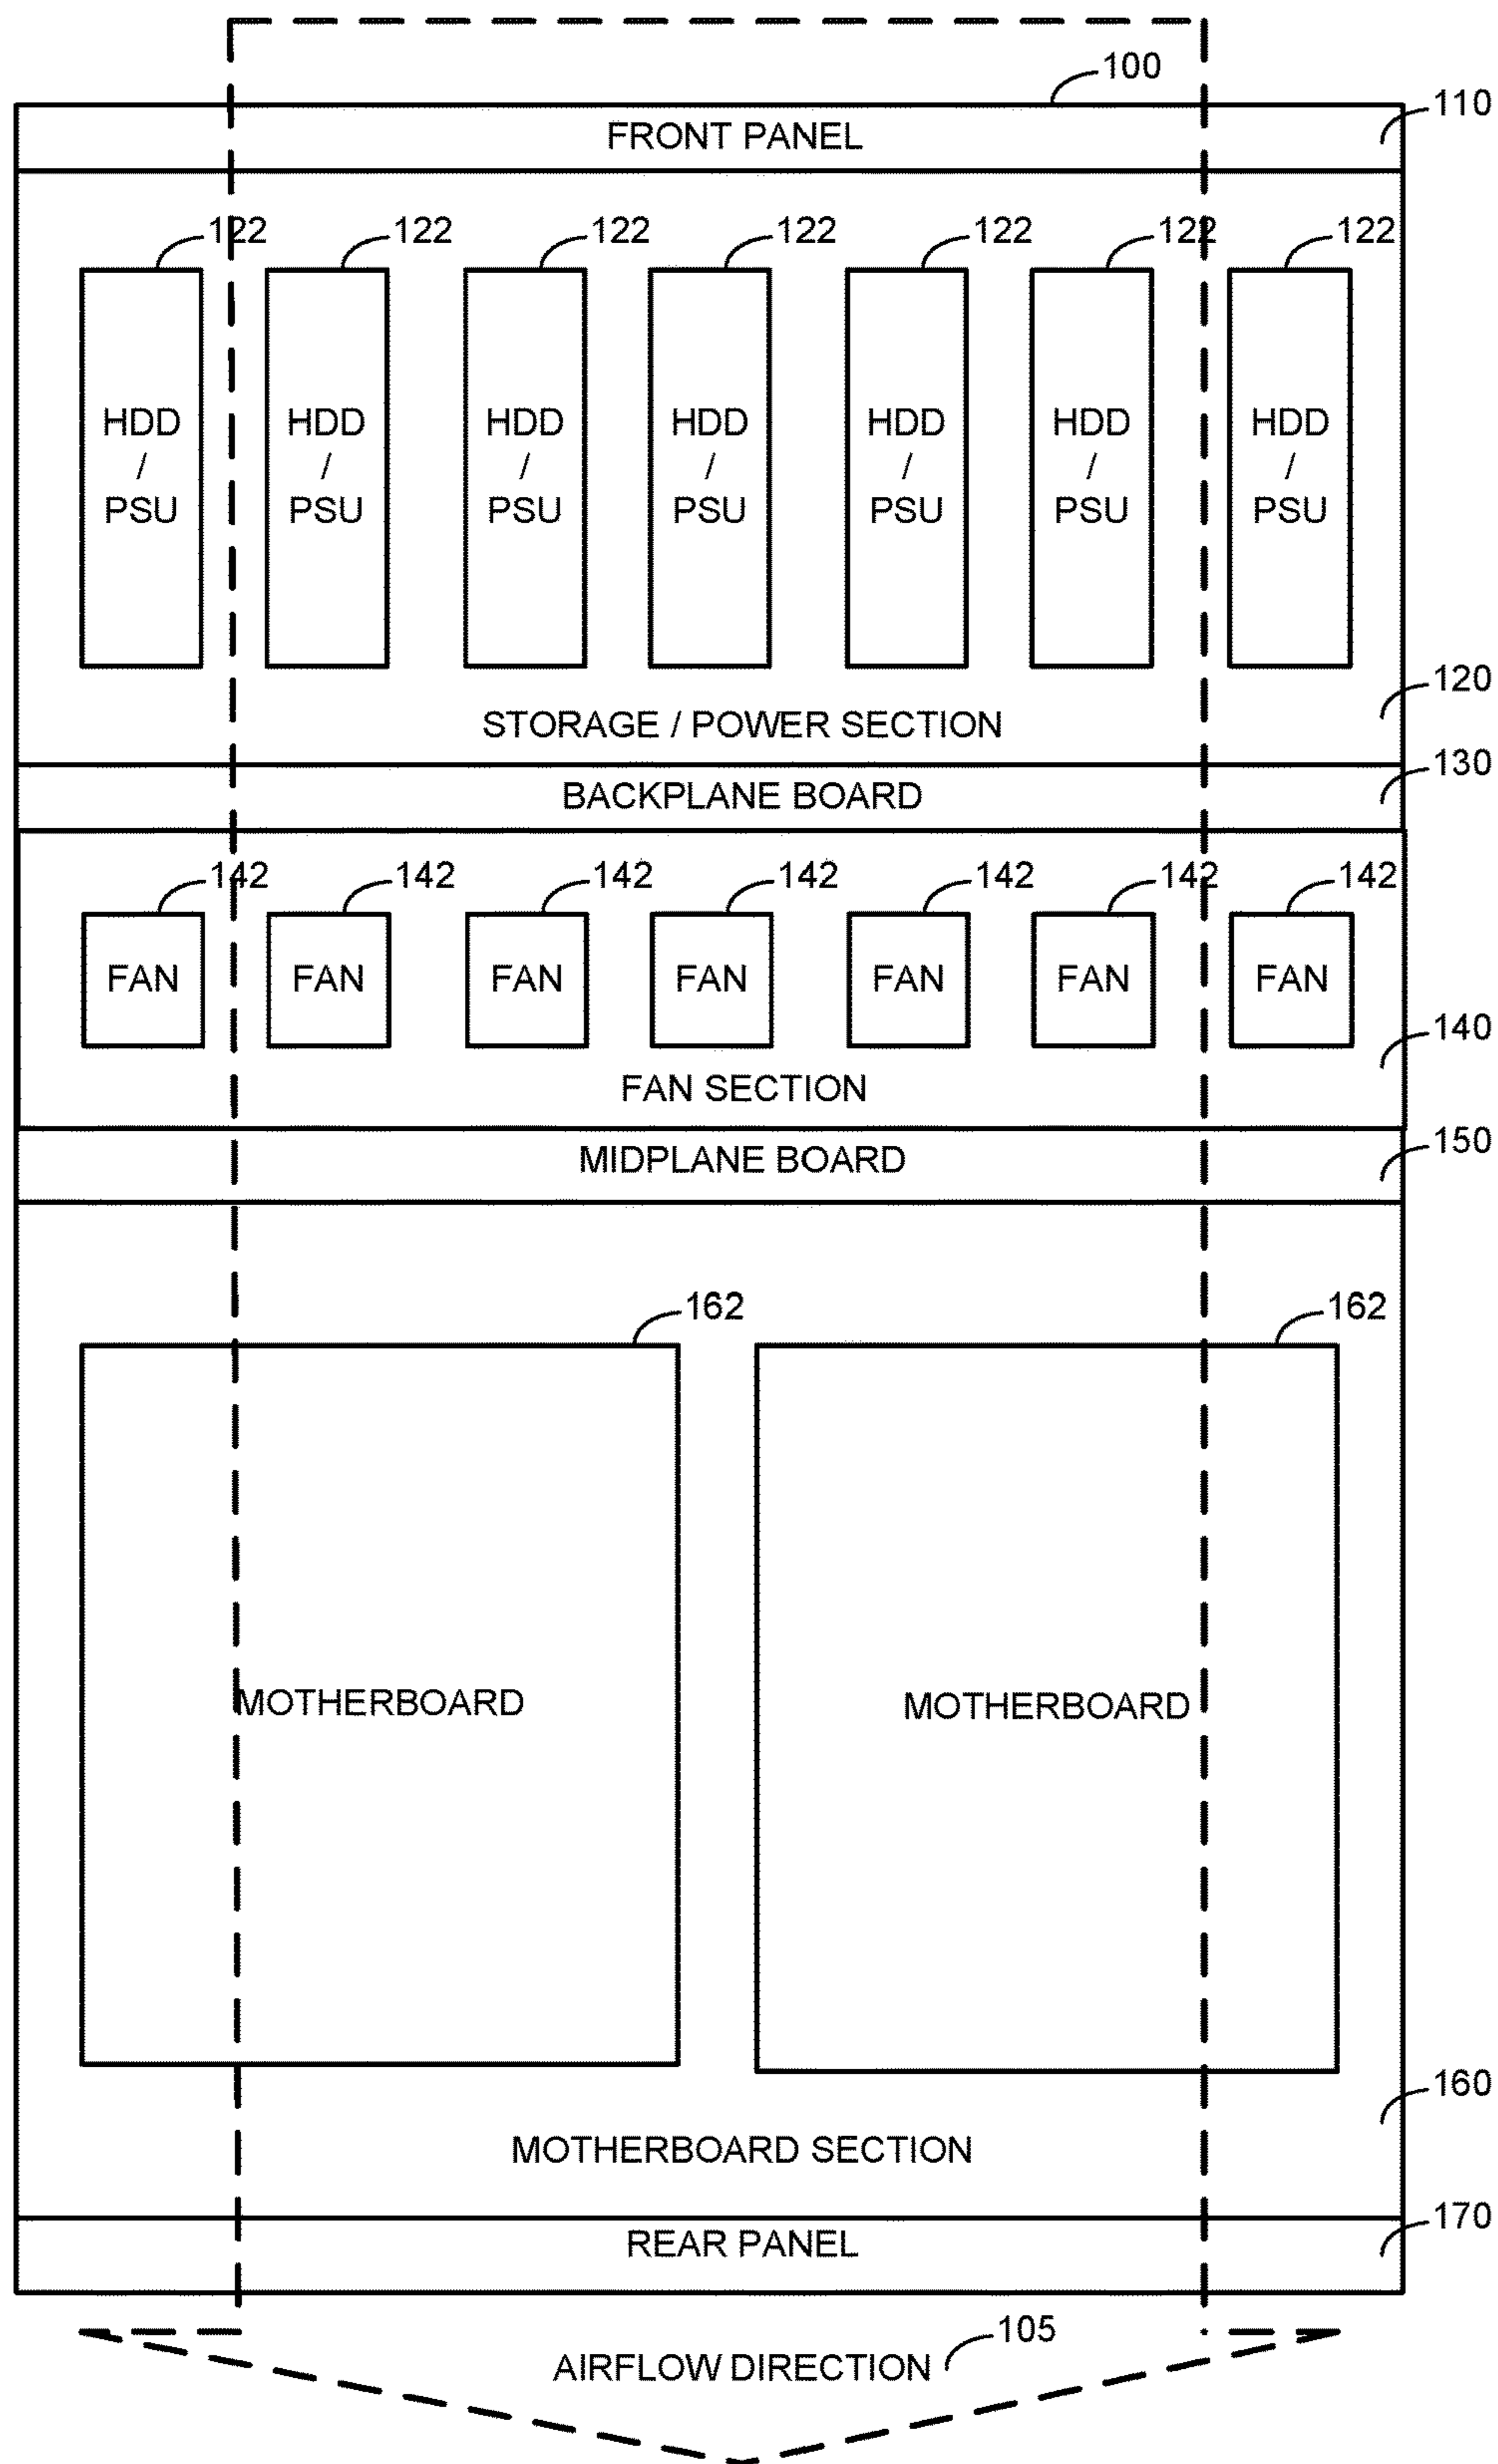 100
110
FRONT PANEL
122 122 122 122 122 122 122
HDD HDD HDD HDD HDD HDD HDD
/ / / / / / /
PSU PSU PSU PSU PSU PSU PSU
120
STORAGE / POWER SECTION
130
BACKPLANE BOARD
142 142 142 142 142 142 142
FAN FAN FAN FAN FAN FAN FAN
140
FAN SECTION
150
MIDPLANE BOARD
162 162
MOTHERBOARD MOTHERBOARD
160
MOTHERBOARD SECTION
170
REAR PANEL
105
AIRFLOW DIRECTION